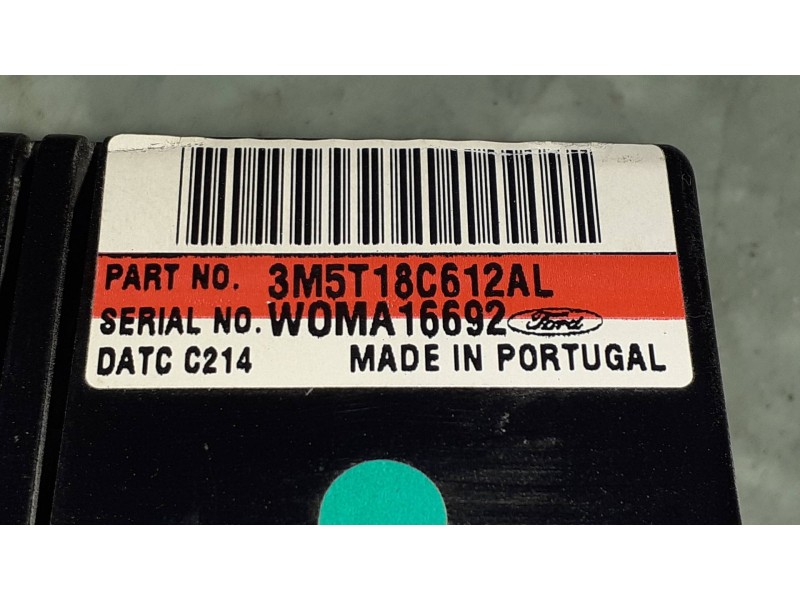 PART NO. 3M5T18C612AL
SERIAL NO. WOMA16692 Ford
DATC C214 MADE IN PORTUGAL